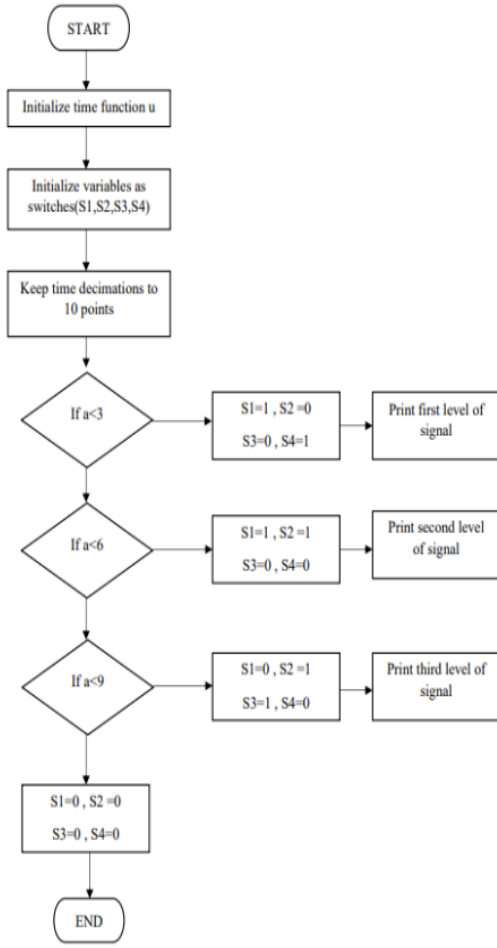 START
Initialize time function u
Initialize variables as
switches(S1,S2,S3,S4)
Keep time decimations to
10 points
If a<3
S1=1 , S2 =0
S3=0 , S4=1
Print first level of
signal
If a<6
S1=1 , S2 =1
S3=0 , S4=0
Print second level
of signal
If a<9
S1=0 , S2 =1
S3=1 , S4=0
Print third level of
signal
S1=0 , S2 =0
S3=0 , S4=0
END